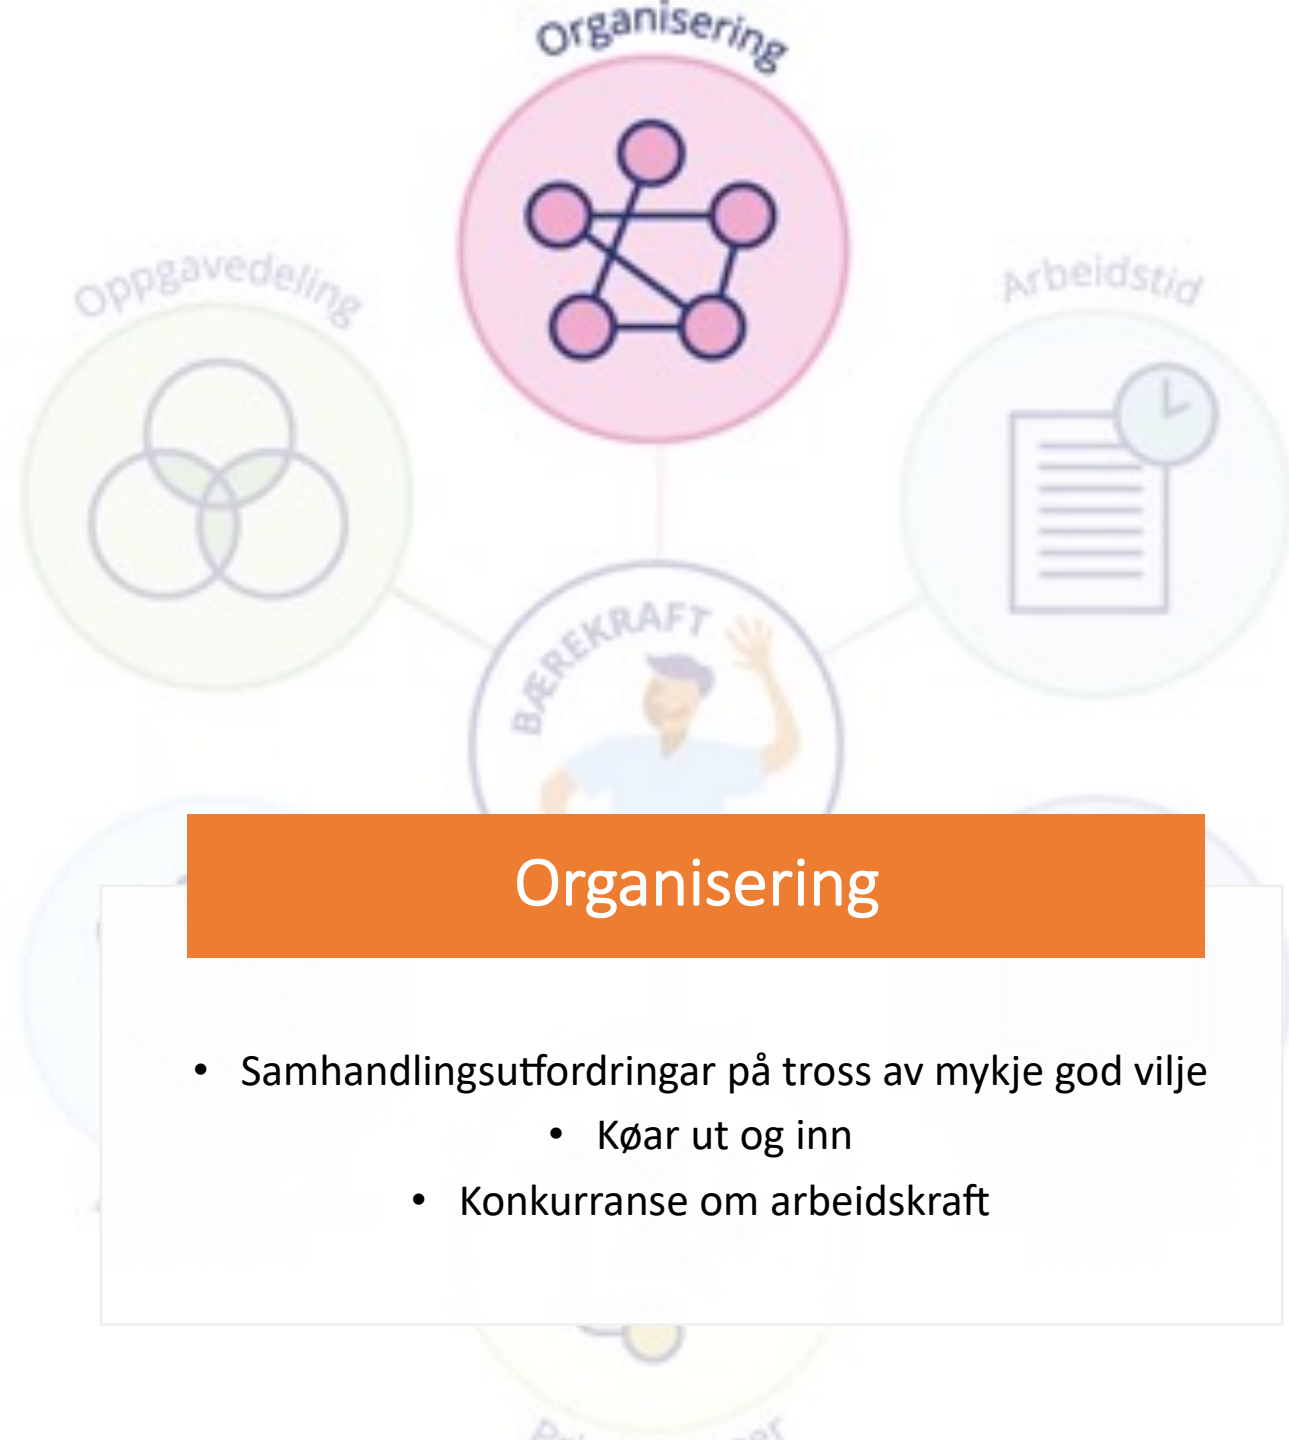 Organisering
Oppgavedeling
Arbeidstid
BÆREKRAFT
Organisering
• Samhandlingsutfordringar på tross av mykje god vilje
• Køar ut og inn
• Konkurranse om arbeidskraft